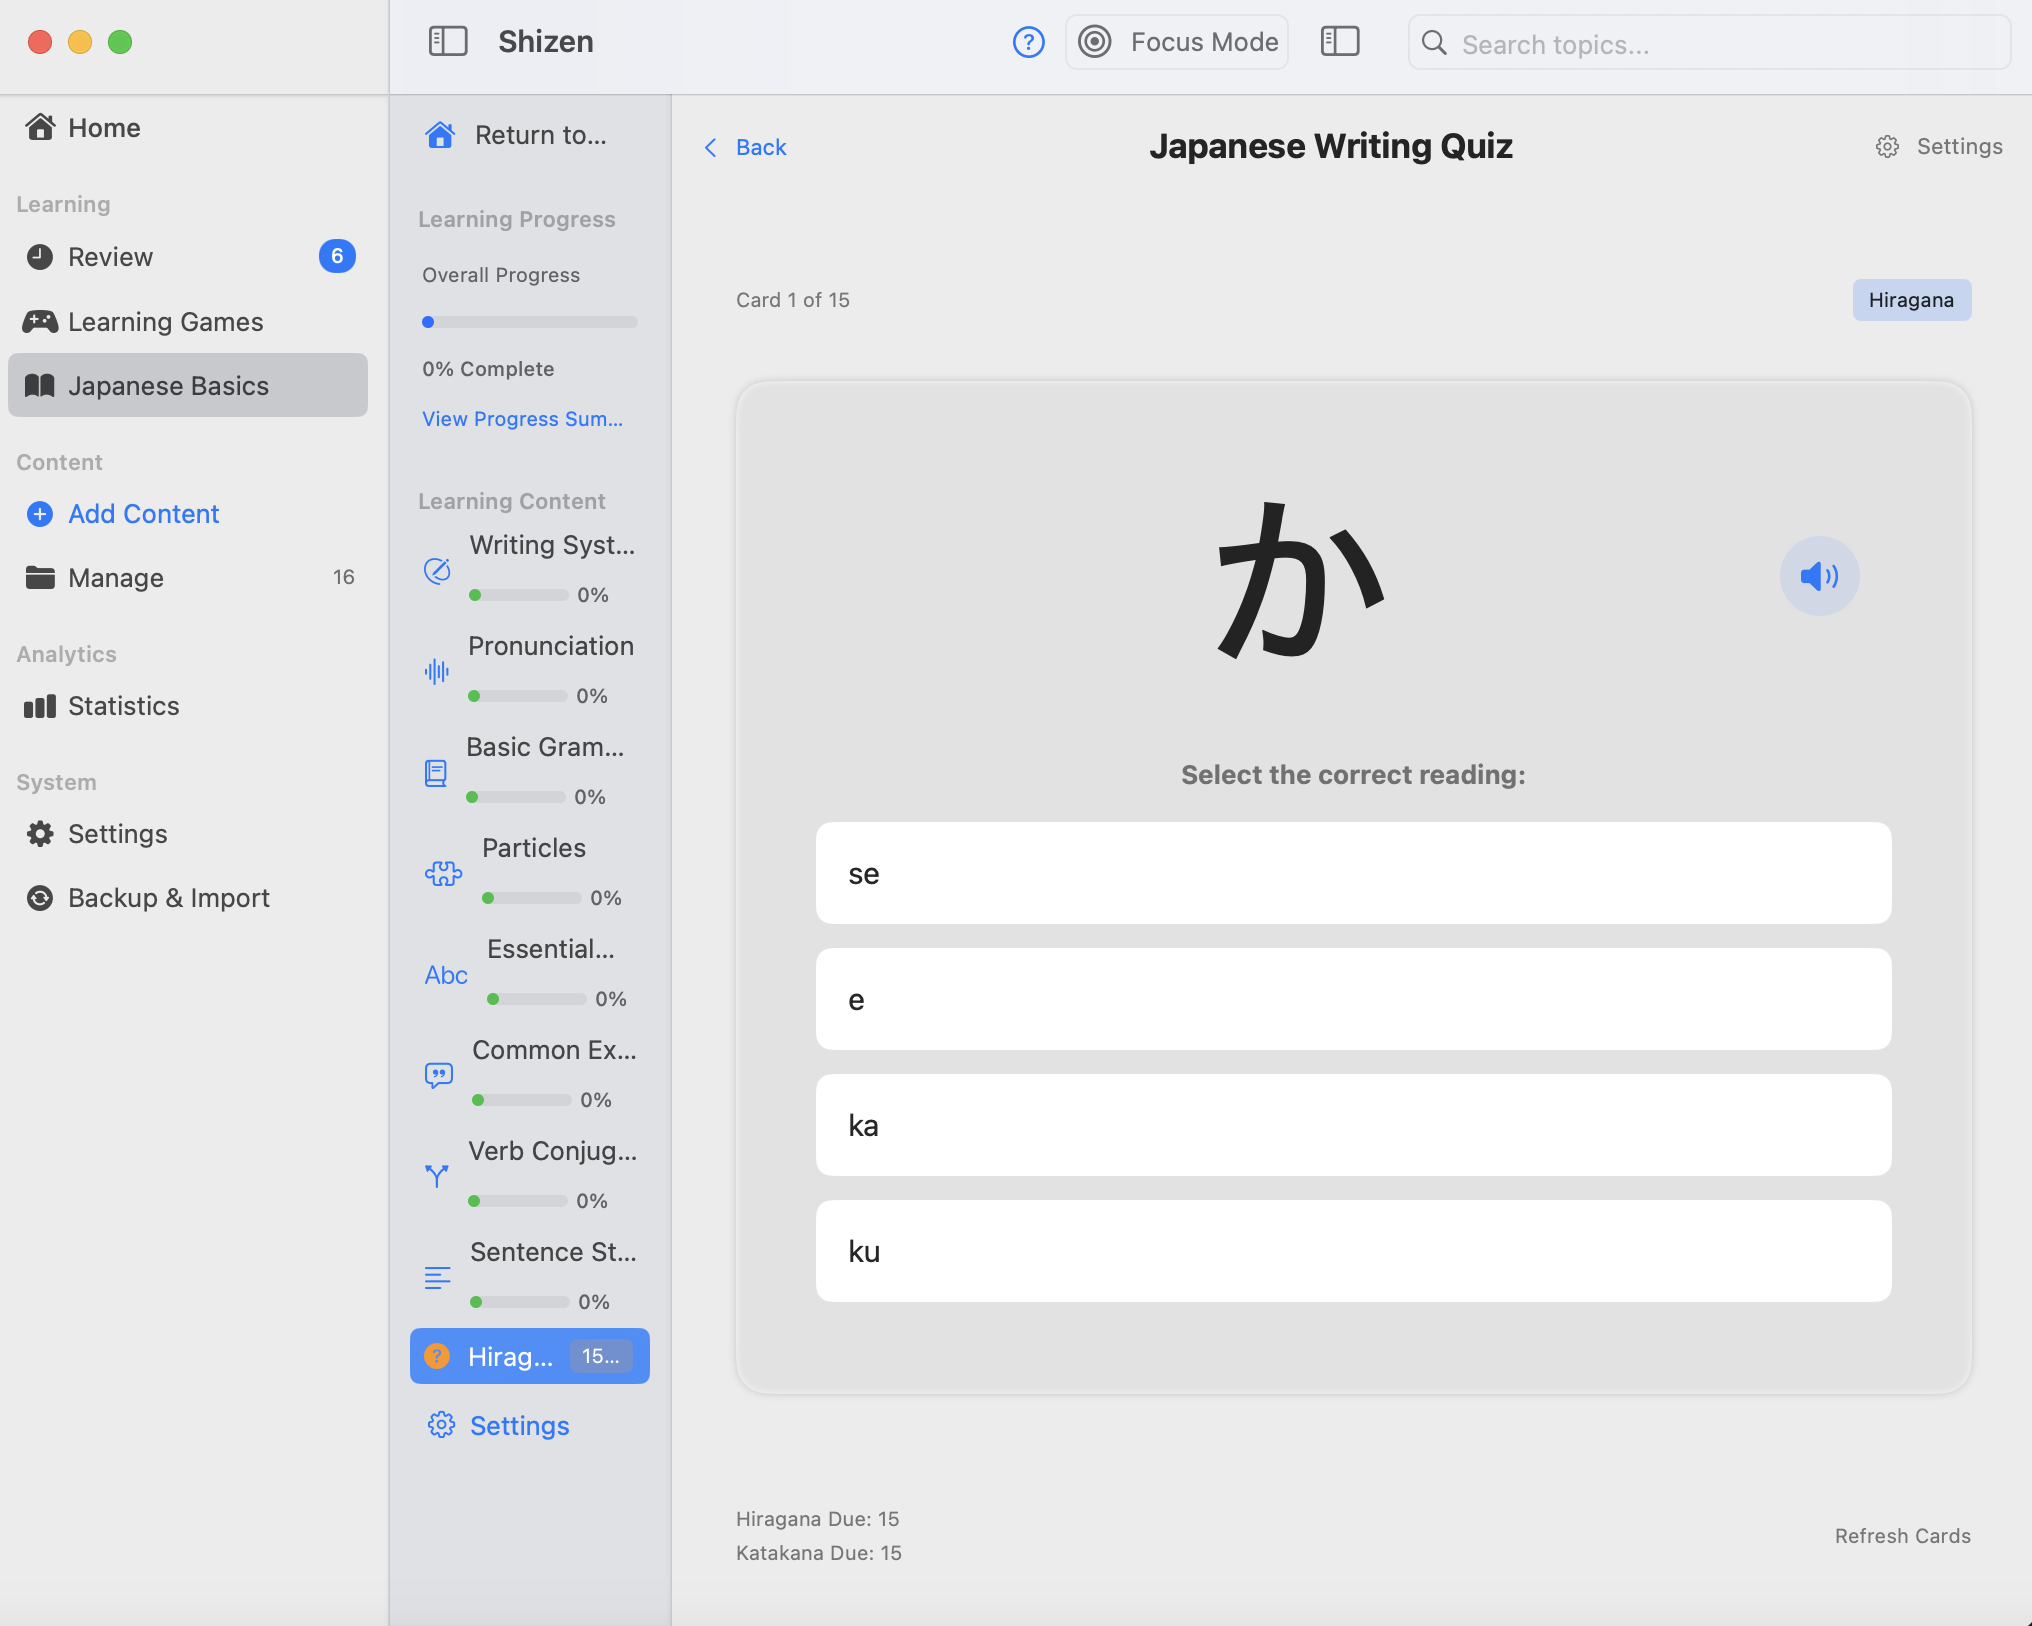 Shizen
Focus Mode
Search topics...
Home
Learning
Review 6
Learning Games
Japanese Basics
Content
Add Content
Manage 16
Analytics
Statistics
System
Settings
Backup & Import
Return to...
Learning Progress
Overall Progress
0% Complete
View Progress Sum...
Learning Content
Writing Syst...
0%
Pronunciation
0%
Basic Gram...
0%
Particles
0%
Abc
Essential...
0%
Common Ex...
0%
Verb Conjug...
0%
Sentence St...
0%
Hirag... 15...
Settings
Back
Japanese Writing Quiz
Settings
Card 1 of 15
Hiragana
か
Select the correct reading:
se
e
ka
ku
Hiragana Due: 15
Katakana Due: 15
Refresh Cards